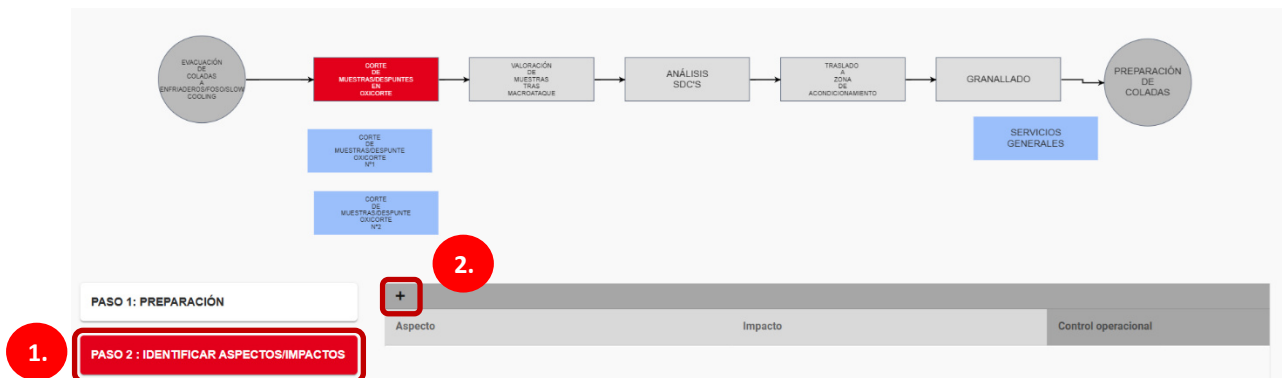 EVACUACIÓN
DE
COLADAS
A
ENFRIADEROS/FOSO/SLOW
COOLING
CORTE
DE
MUESTRAS/DESPUNTES
EN
OXICORTE
VALORACIÓN
DE
MUESTRAS
TRAS
MACROATAQUE
ANÁLISIS
SDC'S
TRASLADO
A
ZONA
DE
ACONDICIONAMIENTO
GRANALLADO
PREPARACIÓN
DE
COLADAS
CORTE
DE
MUESTRAS/DESPUNTE
OXICORTE
Nº1
SERVICIOS
GENERALES
CORTE
DE
MUESTRAS/DESPUNTE
OXICORTE
Nº2
2.
PASO 1: PREPARACIÓN
+
Aspecto
Impacto
Control operacional
1.
PASO 2 : IDENTIFICAR ASPECTOS/IMPACTOS